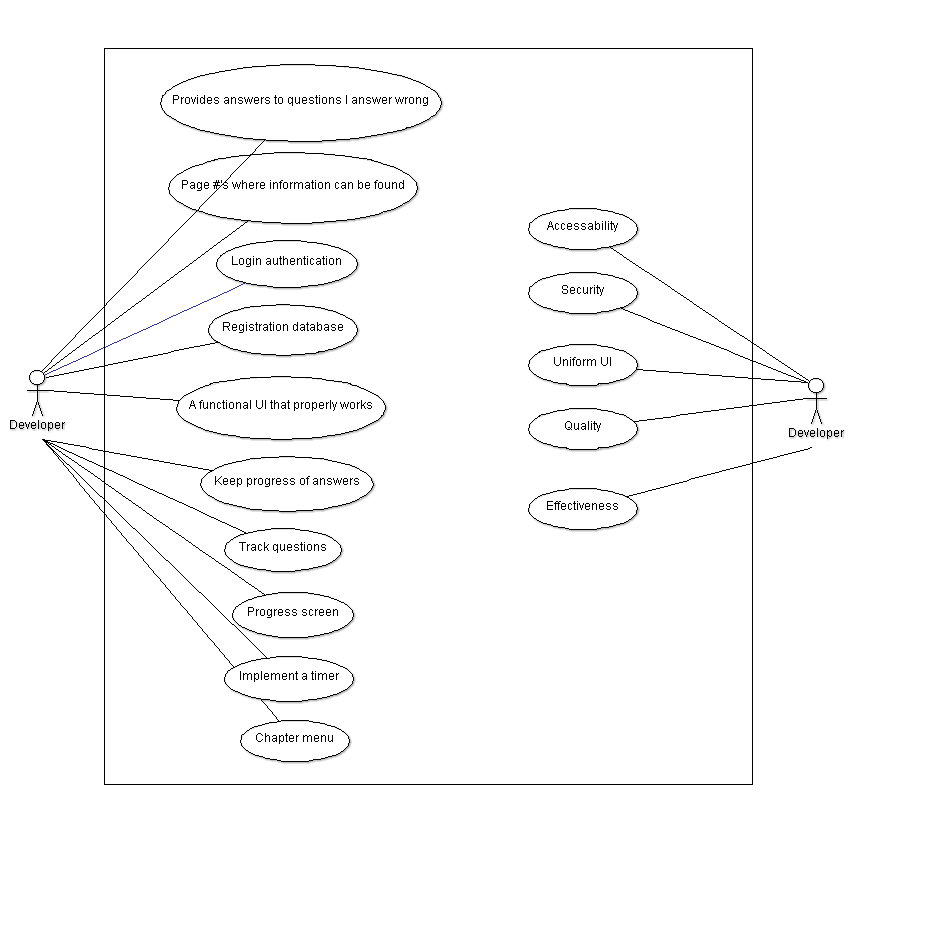 Provides answers to questions I answer wrong
Page #'s where information can be found
Login authentication
Registration database
A functional UI that properly works
Keep progress of answers
Track questions
Progress screen
Implement a timer
Chapter menu
Developer
Accessability
Security
Uniform UI
Quality
Effectiveness
Developer